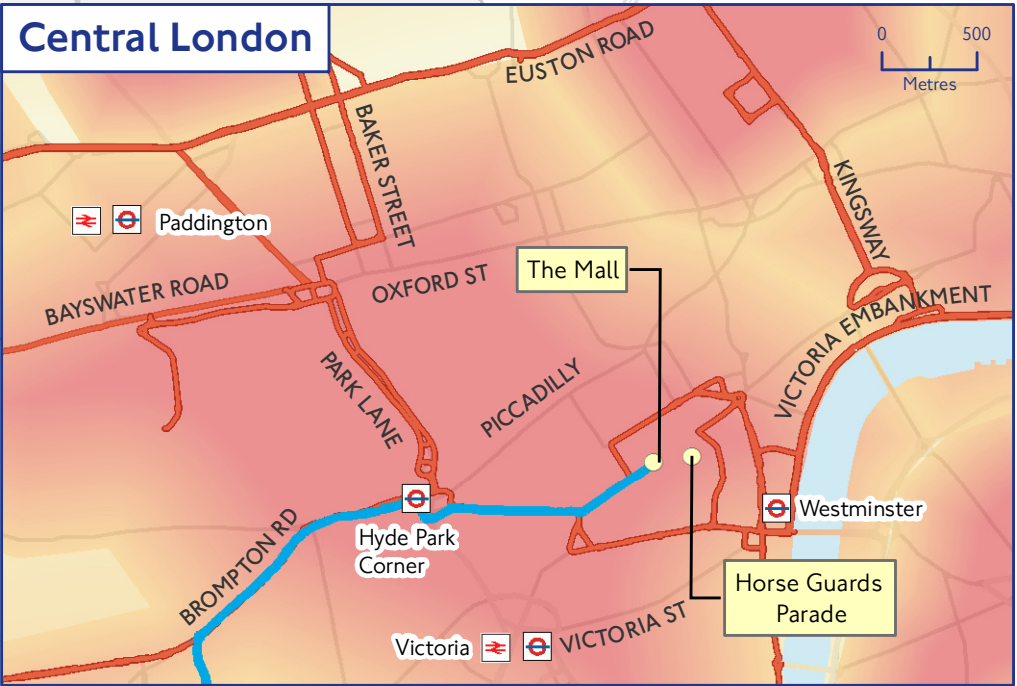 Central London
0 500
Metres
EUSTON ROAD
BAKER STREET
KINGSWAY
Paddington
The Mall
OXFORD ST
BAYSWATER ROAD
VICTORIA EMBANKMENT
PARK LANE
PICCADILLY
Westminster
Hyde Park
Corner
BROMPTON RD
Horse Guards
Parade
Victoria
VICTORIA ST